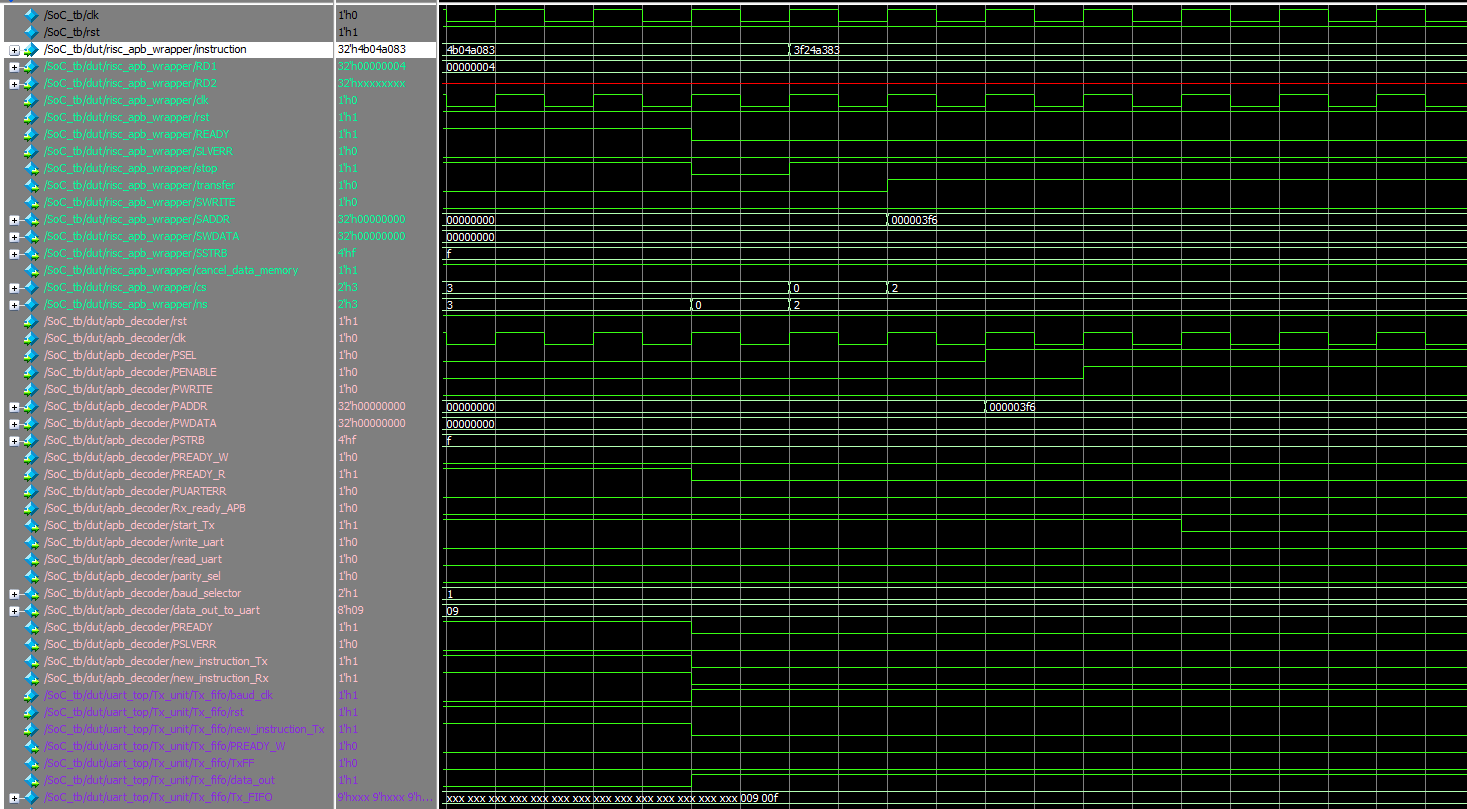 /SoC_tb/clk 1'h0
/SoC_tb/rst 1'h1
/SoC_tb/dut/risc_apb_wrapper/instruction 32'h4b04a083 4b04a083 3f24a383
/SoC_tb/dut/risc_apb_wrapper/RD1 32'h00000004 00000004
/SoC_tb/dut/risc_apb_wrapper/RD2 32'hxxxxxxxx
/SoC_tb/dut/risc_apb_wrapper/clk 1'h0
/SoC_tb/dut/risc_apb_wrapper/rst 1'h1
/SoC_tb/dut/risc_apb_wrapper/READY 1'h1
/SoC_tb/dut/risc_apb_wrapper/SLVERR 1'h0
/SoC_tb/dut/risc_apb_wrapper/stop 1'h1
/SoC_tb/dut/risc_apb_wrapper/transfer 1'h0
/SoC_tb/dut/risc_apb_wrapper/SWRITE 1'h0
/SoC_tb/dut/risc_apb_wrapper/SADDR 32'h00000000 00000000 000003f6
/SoC_tb/dut/risc_apb_wrapper/SWDATA 32'h00000000 00000000
/SoC_tb/dut/risc_apb_wrapper/SSTRB 4'hf f
/SoC_tb/dut/risc_apb_wrapper/cancel_data_memory 1'h1
/SoC_tb/dut/risc_apb_wrapper/cs 2'h3 3 0 2
/SoC_tb/dut/risc_apb_wrapper/ns 2'h3 3 0 2
/SoC_tb/dut/apb_decoder/rst 1'h1
/SoC_tb/dut/apb_decoder/clk 1'h0
/SoC_tb/dut/apb_decoder/PSEL 1'h0
/SoC_tb/dut/apb_decoder/PENABLE 1'h0
/SoC_tb/dut/apb_decoder/PWRITE 1'h0
/SoC_tb/dut/apb_decoder/PADDR 32'h00000000 00000000 000003f6
/SoC_tb/dut/apb_decoder/PWDATA 32'h00000000 00000000
/SoC_tb/dut/apb_decoder/PSTRB 4'hf f
/SoC_tb/dut/apb_decoder/PREADY_W 1'h0
/SoC_tb/dut/apb_decoder/PREADY_R 1'h1
/SoC_tb/dut/apb_decoder/PUARTERR 1'h0
/SoC_tb/dut/apb_decoder/Rx_ready_APB 1'h0
/SoC_tb/dut/apb_decoder/start_Tx 1'h1
/SoC_tb/dut/apb_decoder/write_uart 1'h0
/SoC_tb/dut/apb_decoder/read_uart 1'h0
/SoC_tb/dut/apb_decoder/parity_sel 1'h0
/SoC_tb/dut/apb_decoder/baud_selector 2'h1 1
/SoC_tb/dut/apb_decoder/data_out_to_uart 8'h09 09
/SoC_tb/dut/apb_decoder/PREADY 1'h1
/SoC_tb/dut/apb_decoder/PSLVERR 1'h0
/SoC_tb/dut/apb_decoder/new_instruction_Tx 1'h1
/SoC_tb/dut/apb_decoder/new_instruction_Rx 1'h1
/SoC_tb/dut/uart_top/Tx_unit/Tx_fifo/baud_clk 1'h1
/SoC_tb/dut/uart_top/Tx_unit/Tx_fifo/rst 1'h1
/SoC_tb/dut/uart_top/Tx_unit/Tx_fifo/new_instruction_Tx 1'h1
/SoC_tb/dut/uart_top/Tx_unit/Tx_fifo/PREADY_W 1'h0
/SoC_tb/dut/uart_top/Tx_unit/Tx_fifo/TxFF 1'h0
/SoC_tb/dut/uart_top/Tx_unit/Tx_fifo/data_out 1'h1
/SoC_tb/dut/uart_top/Tx_unit/Tx_fifo/Tx_FIFO 9'hxxx 9'hxxx 9'h... xxx xxx xxx xxx xxx xxx xxx xxx xxx xxx xxx xxx xxx xxx 009 00f